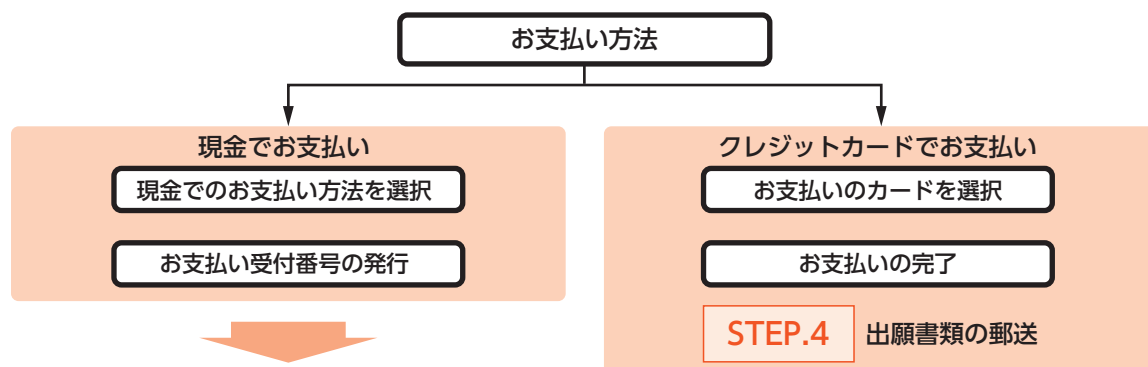 お支払い方法
現金でお支払い
現金でのお支払い方法を選択
お支払い受付番号の発行
クレジットカードでお支払い
お支払いのカードを選択
お支払いの完了
STEP.4 出願書類の郵送